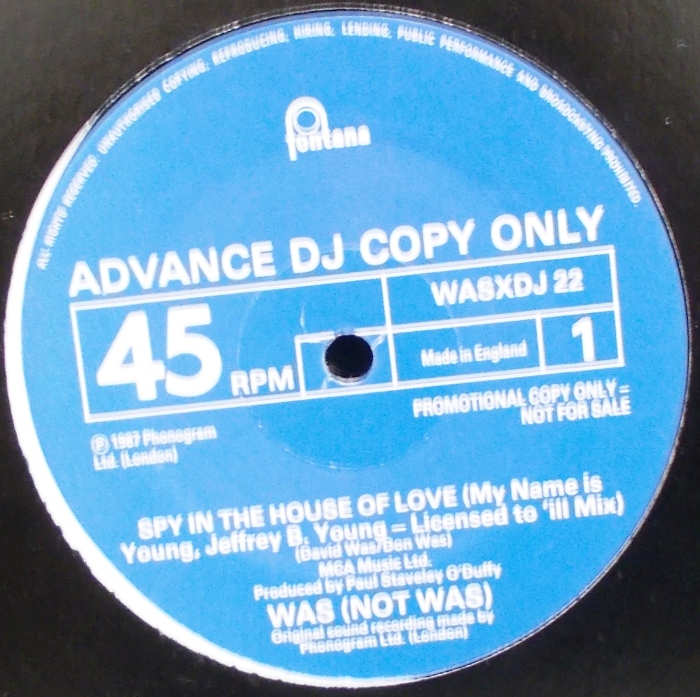 ALL RIGHTS RESERVED. UNAUTHORISED COPYING, REPRODUCING, HIRING, LENDING, PUBLIC PERFORMANCE AND BROADCASTING PROHIBITED.
fontana
ADVANCE DJ COPY ONLY
45 RPM
WASXDJ 22
Made in England
1
PROMOTIONAL COPY ONLY =
NOT FOR SALE
℗ 1987 Phonogram
Ltd. (London)
SPY IN THE HOUSE OF LOVE (My Name is
Young, Jeffrey B. Young = Licensed to 'ill Mix)
(David Was/Don Was)
MCA Music Ltd.
Produced by Paul Staveley O'Duffy
WAS (NOT WAS)
Original sound recording made by
Phonogram Ltd. (London)